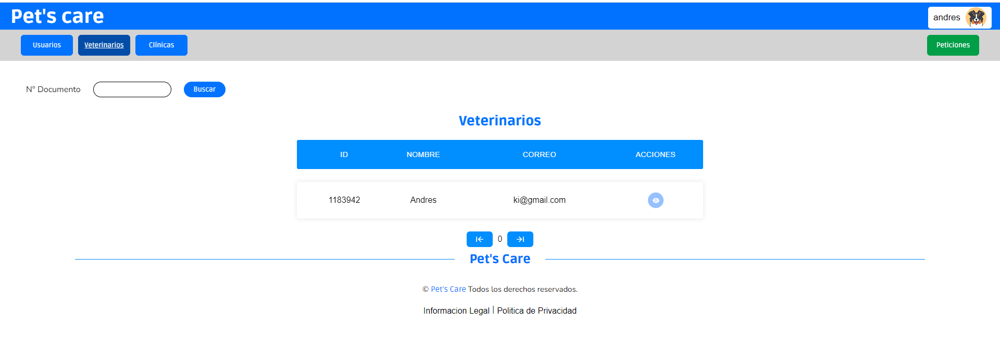 Pet's care
andres
Usuarios Veterinarios Clínicas Peticiones
N° Documento Buscar
Veterinarios
ID NOMBRE CORREO ACCIONES
1183942 Andres ki@gmail.com
0
Pet's Care
© Pet's Care Todos los derechos reservados.
Informacion Legal | Politica de Privacidad